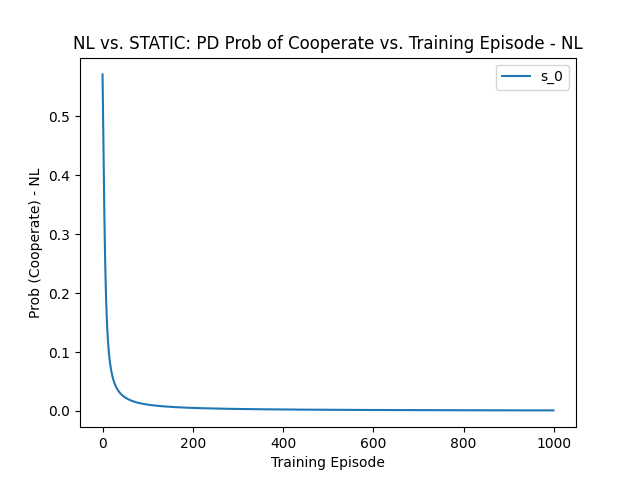 NL vs. STATIC: PD Prob of Cooperate vs. Training Episode - NL
s_0
Prob (Cooperate) - NL
0.5
0.4
0.3
0.2
0.1
0.0
0 200 400 600 800 1000
Training Episode